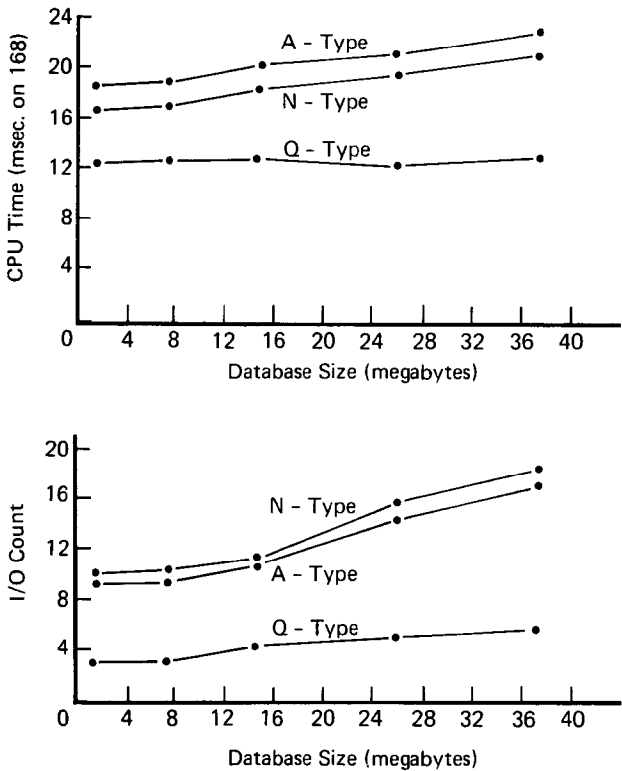 24
20
16
12
8
4
0
CPU Time (msec. on 168)
A - Type
N - Type
Q - Type
4 8 12 16 20 24 28 32 36 40
Database Size (megabytes)
20
16
12
8
4
0
I/O Count
N - Type
A - Type
Q - Type
4 8 12 16 20 24 28 32 36 40
Database Size (megabytes)